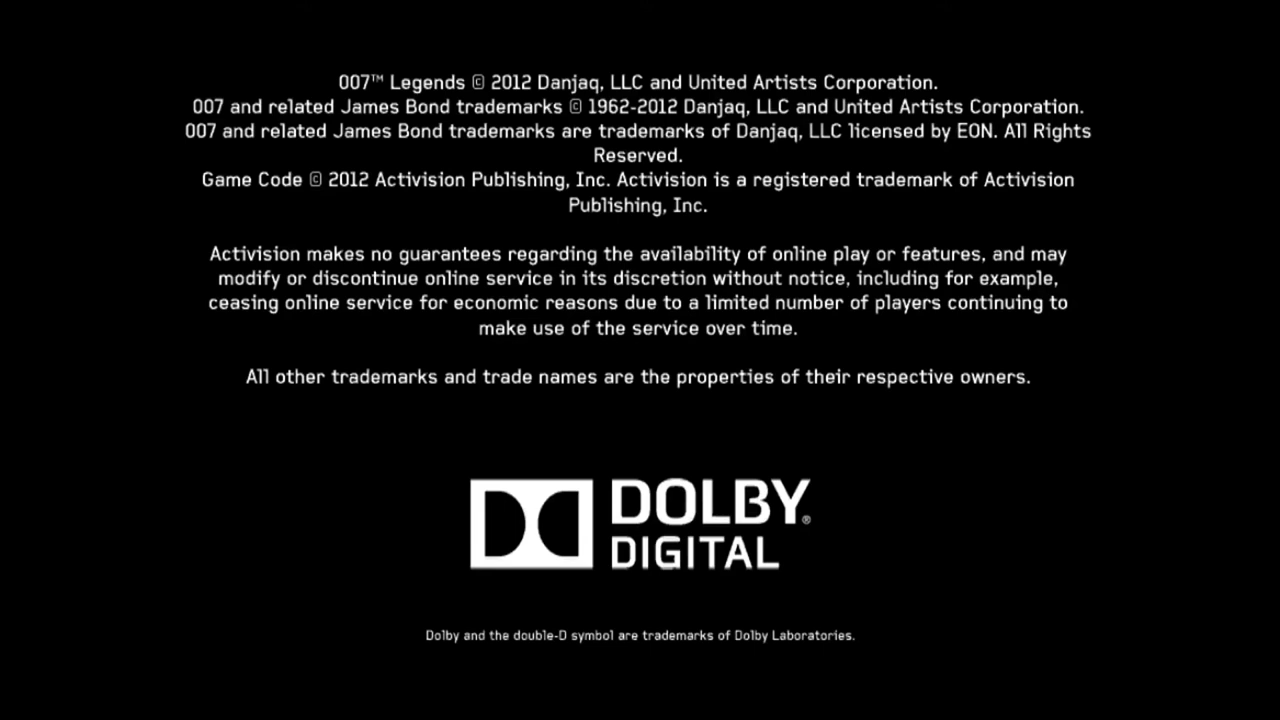 007™ Legends © 2012 Danjaq, LLC and United Artists Corporation.
007 and related James Bond trademarks © 1962-2012 Danjaq, LLC and United Artists Corporation.
007 and related James Bond trademarks are trademarks of Danjaq, LLC licensed by EON. All Rights
Reserved.
Game Code © 2012 Activision Publishing, Inc. Activision is a registered trademark of Activision
Publishing, Inc.
Activision makes no guarantees regarding the availability of online play or features, and may
modify or discontinue online service in its discretion without notice, including for example,
ceasing online service for economic reasons due to a limited number of players continuing to
make use of the service over time.
All other trademarks and trade names are the properties of their respective owners.
DOLBY®
DIGITAL
Dolby and the double-D symbol are trademarks of Dolby Laboratories.